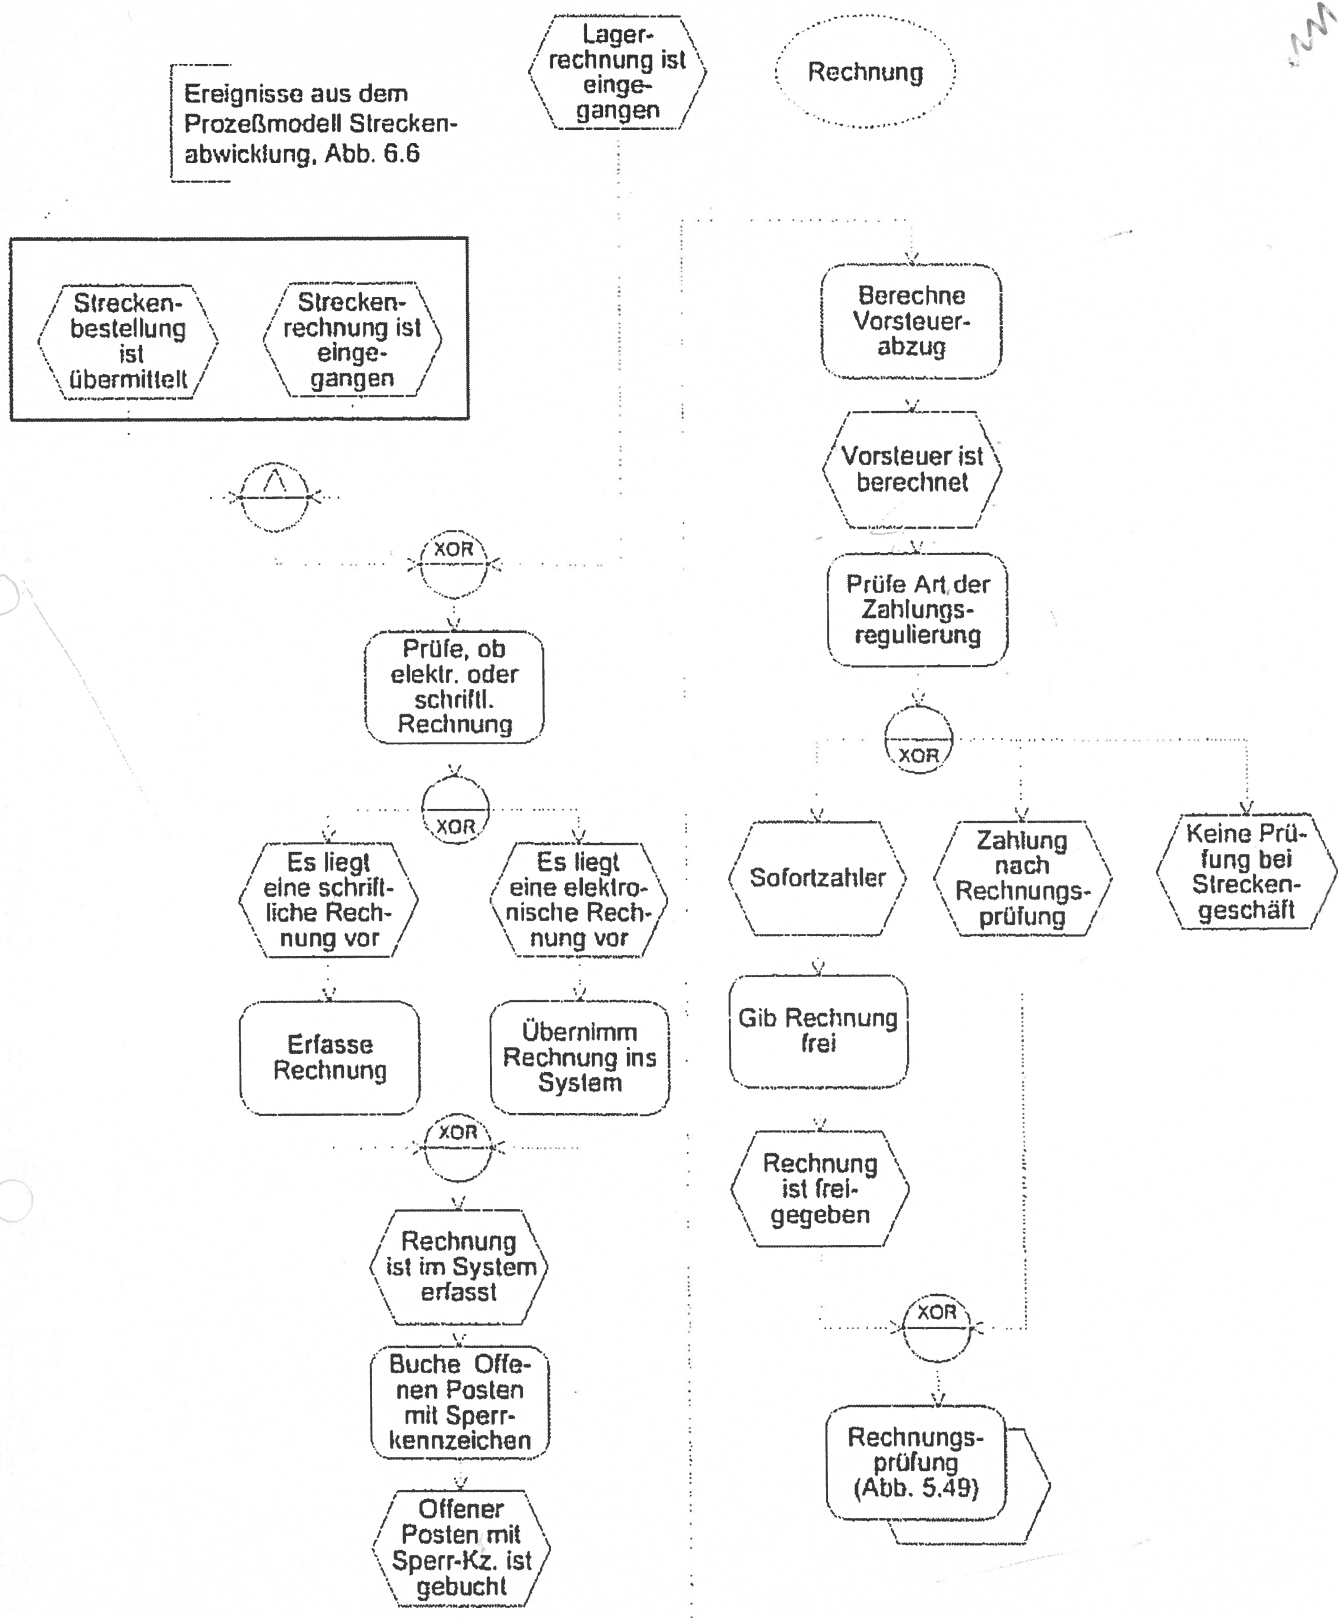 Lager-
rechnung ist
einge-
gangen
Rechnung
Ereignisse aus dem
Prozeßmodell Strecken-
abwicklung, Abb. 6.6
Strecken-
bestellung
ist
übermittelt
Strecken-
rechnung ist
einge-
gangen
XOR
Prüfe, ob
elektr. oder
schriftl.
Rechnung
XOR
Es liegt
eine schrift-
liche Rech-
nung vor
Es liegt
eine elektro-
nische Rech-
nung vor
Erfasse
Rechnung
Übernimm
Rechnung ins
System
XOR
Rechnung
ist im System
erfasst
Buche Offe-
nen Posten
mit Sperr-
kennzeichen
Offener
Posten mit
Sperr-Kz. ist
gebucht
Berechne
Vorsteuer-
abzug
Vorsteuer ist
berechnet
Prüfe Art der
Zahlungs-
regulierung
XOR
Sofortzahler
Zahlung
nach
Rechnungs-
prüfung
Keine Prü-
fung bei
Strecken-
geschäft
Gib Rechnung
frei
Rechnung
ist frei-
gegeben
XOR
Rechnungs-
prüfung
(Abb. 5.49)